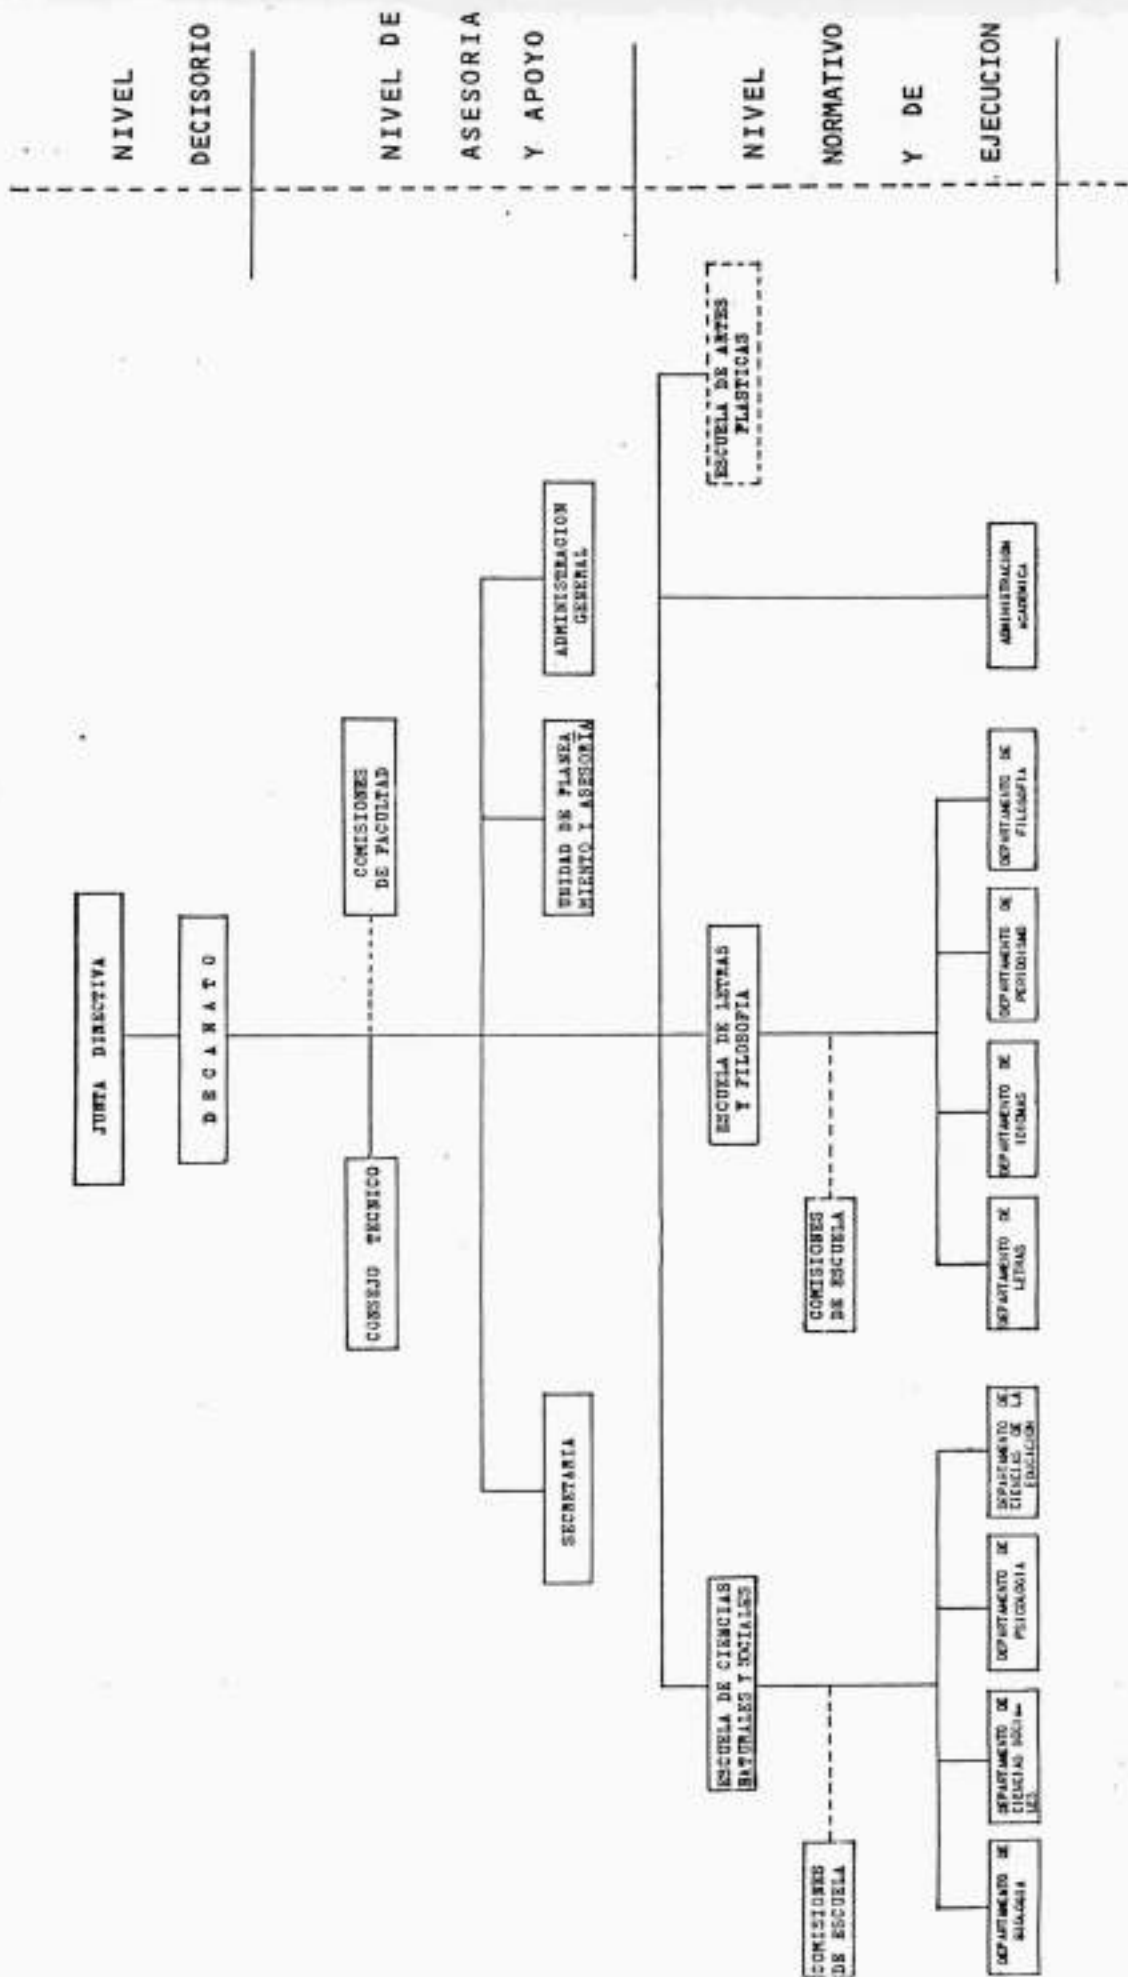 NIVEL
DECISORIO
NIVEL DE
ASESORIA
Y APOYO
NIVEL
NORMATIVO
Y DE
EJECUCION
JUNTA DIRECTIVA
DECANATO
CONSEJO TECNICO
COMISIONES
DE FACULTAD
SECRETARIA
UNIDAD DE PLANEA
MIENTO Y ASESORÍA
ADMINISTRACION
GENERAL
ESCUELA DE CIENCIAS
NATURALES Y SOCIALES
ESCUELA DE LETRAS
Y FILOSOFIA
ESCUELA DE ARTES
PLASTICAS
COMISIONES
DE ESCUELA
COMISIONES
DE ESCUELA
DEPARTAMENTO DE
BIOLOGIA
DEPARTAMENTO DE
CIENCIAS SOCIA-
LES
DEPARTAMENTO DE
PSICOLOGIA
DEPARTAMENTO DE
CIENCIAS DE LA
EDUCACION
DEPARTAMENTO DE
LETRAS
DEPARTAMENTO DE
IDIOMAS
DEPARTAMENTO DE
PERIODISMO
DEPARTAMENTO DE
FILOSOFIA
ADMINISTRACION
ACADEMICA